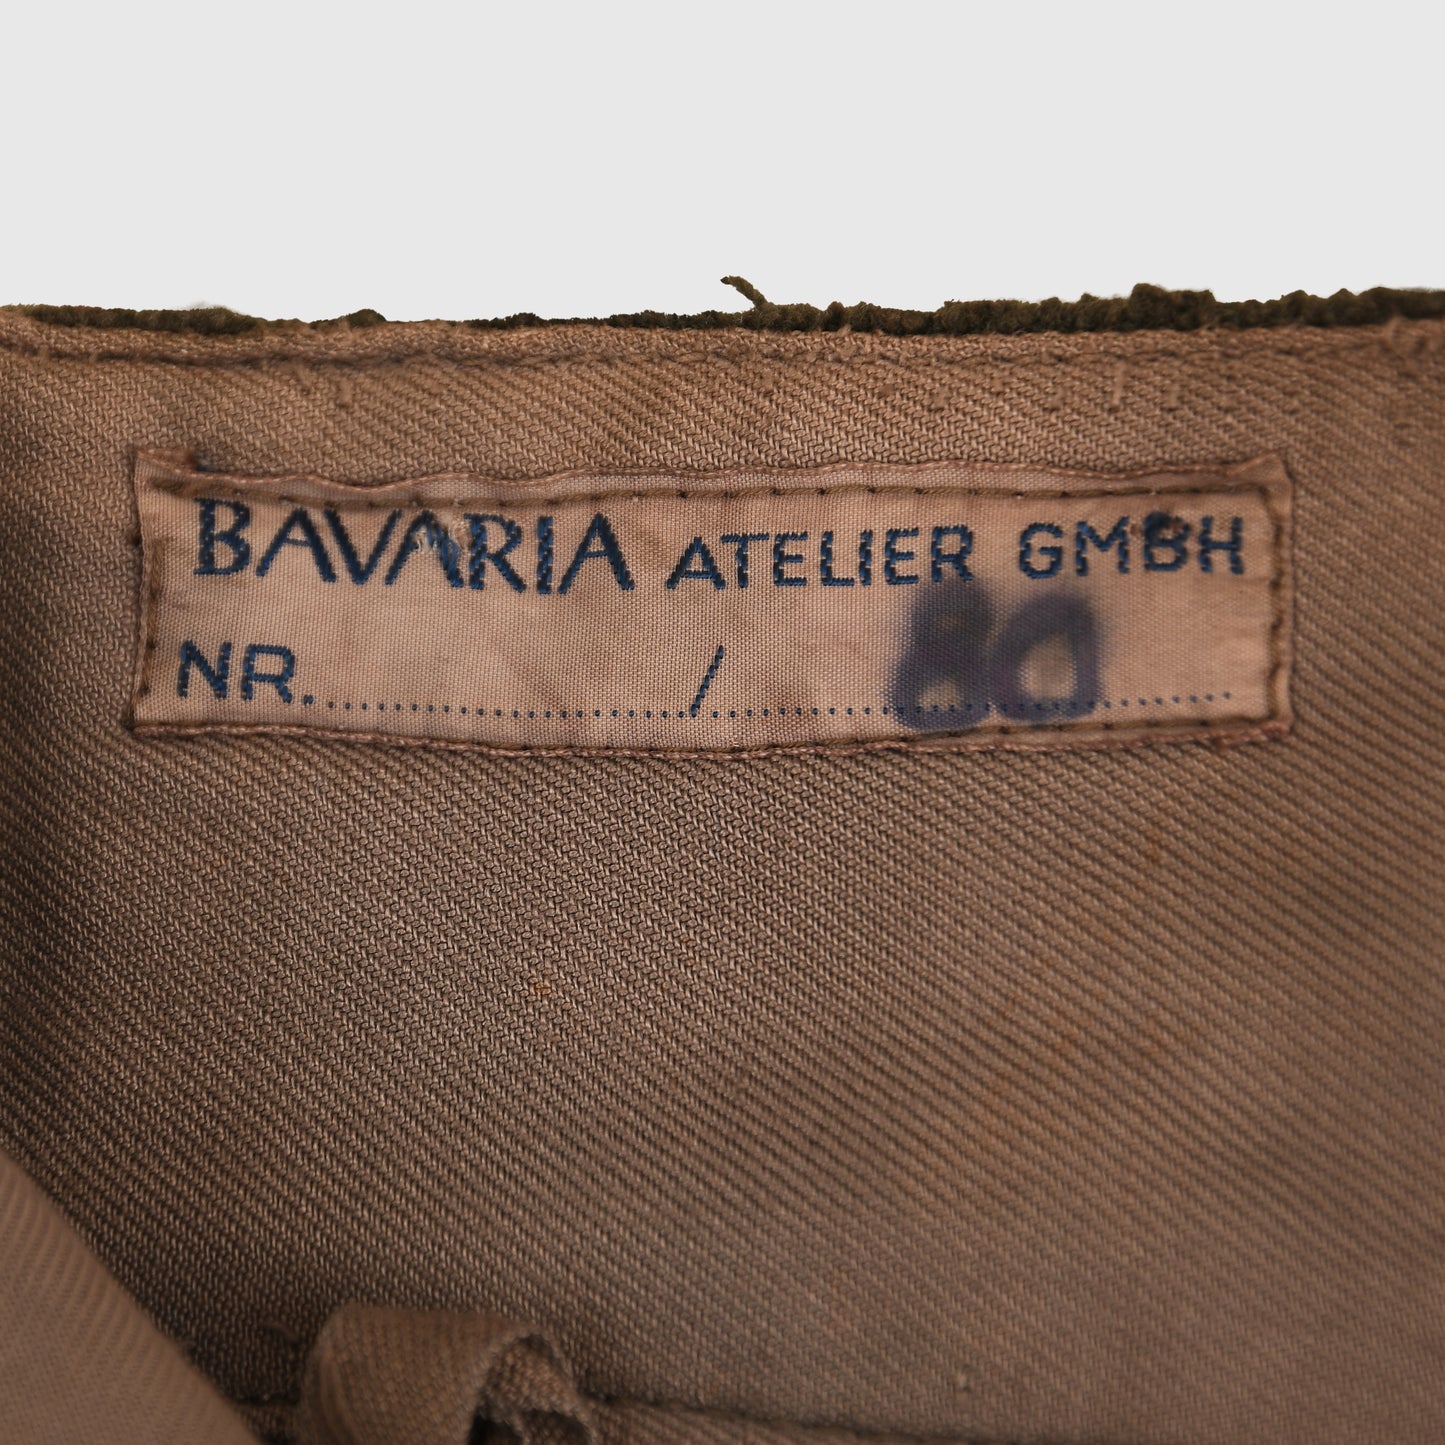 BAVARIA ATELIER GMBH
NR. / 80